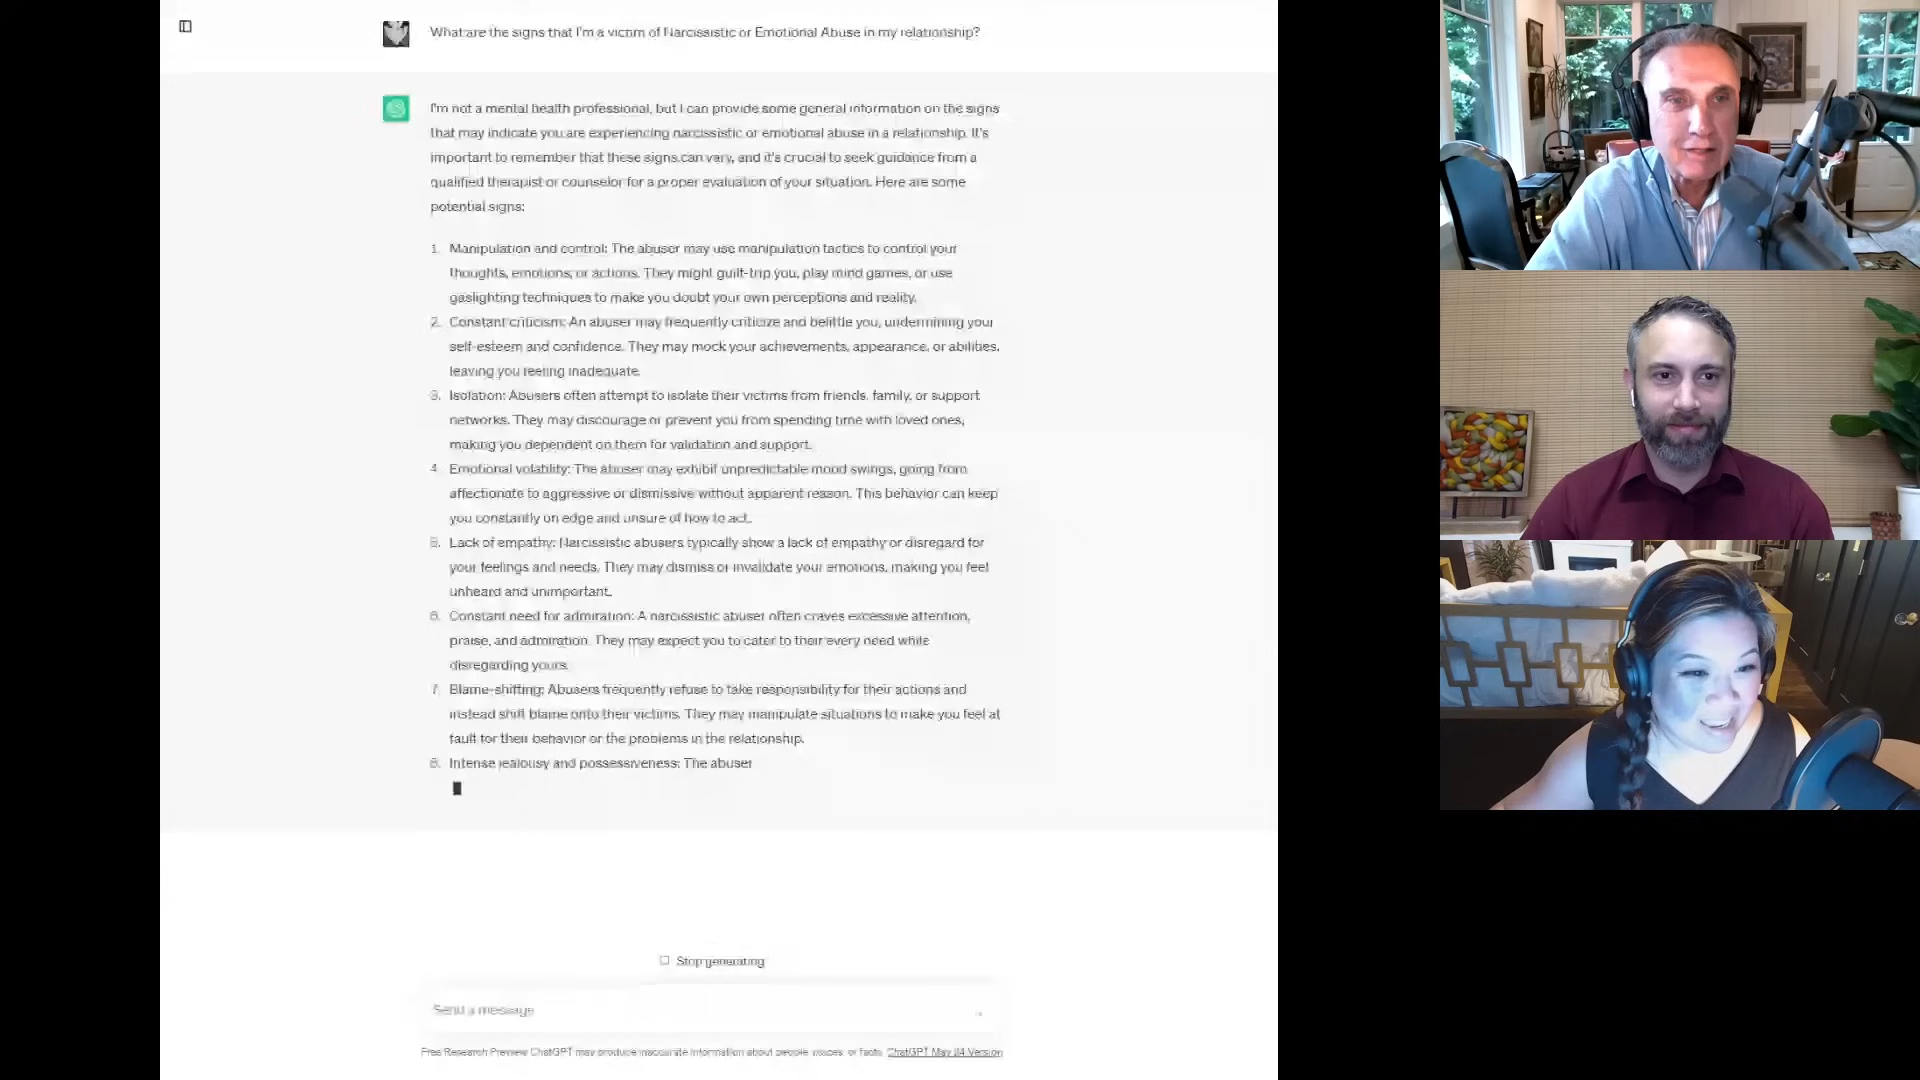 What are the signs that I'm a victim of Narcissistic or Emotional Abuse in my relationship?
I'm not a mental health professional, but I can provide some general information on the signs
that may indicate you are experiencing narcissistic or emotional abuse in a relationship. It's
important to remember that these signs can vary, and it's crucial to seek guidance from a
qualified therapist or counselor for a proper evaluation of your situation. Here are some
potential signs:
1. Manipulation and control: The abuser may use manipulation tactics to control your
thoughts, emotions, or actions. They might guilt-trip you, play mind games, or use
gaslighting techniques to make you doubt your own perceptions and reality.
2. Constant criticism: An abuser may frequently criticize and belittle you, undermining your
self-esteem and confidence. They may mock your achievements, appearance, or abilities,
leaving you feeling inadequate.
3. Isolation: Abusers often attempt to isolate their victims from friends, family, or support
networks. They may discourage or prevent you from spending time with loved ones,
making you dependent on them for validation and support.
4. Emotional volatility: The abuser may exhibit unpredictable mood swings, going from
affectionate to aggressive or dismissive without apparent reason. This behavior can keep
you constantly on edge and unsure of how to act.
5. Lack of empathy: Narcissistic abusers typically show a lack of empathy or disregard for
your feelings and needs. They may dismiss or invalidate your emotions, making you feel
unheard and unimportant.
6. Constant need for admiration: A narcissistic abuser often craves excessive attention,
praise, and admiration. They may expect you to cater to their every need while
disregarding yours.
7. Blame-shifting: Abusers frequently refuse to take responsibility for their actions and
instead shift blame onto their victims. They may manipulate situations to make you feel at
fault for their behavior or the problems in the relationship.
8. Intense jealousy and possessiveness: The abuser
Stop generating
Send a message
Free Research Preview. ChatGPT may produce inaccurate information about people, places, or facts. ChatGPT May 24 Version